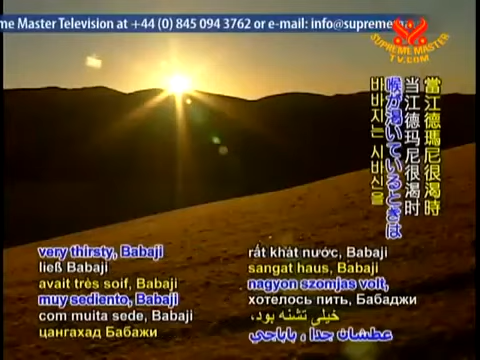 me Master Television at +44 (0) 845 094 3762 or e-mail: info@supreme
SUPREME MASTER
TV.COM
當江德瑪尼很渴時
当江德玛尼很渴时
喉が渇いているときは
바바지는 시바신을
very thirsty, Babaji
ließ Babaji
avait très soif, Babaji
muy sediento, Babaji
com muita sede, Babaji
цангахад Бабажи
rất khát nước, Babaji
sangat haus, Babaji
nagyon szomjas volt,
хотелось пить, Бабаджи
خیلی تشنه بود،
عطشان جدا ، باباجي